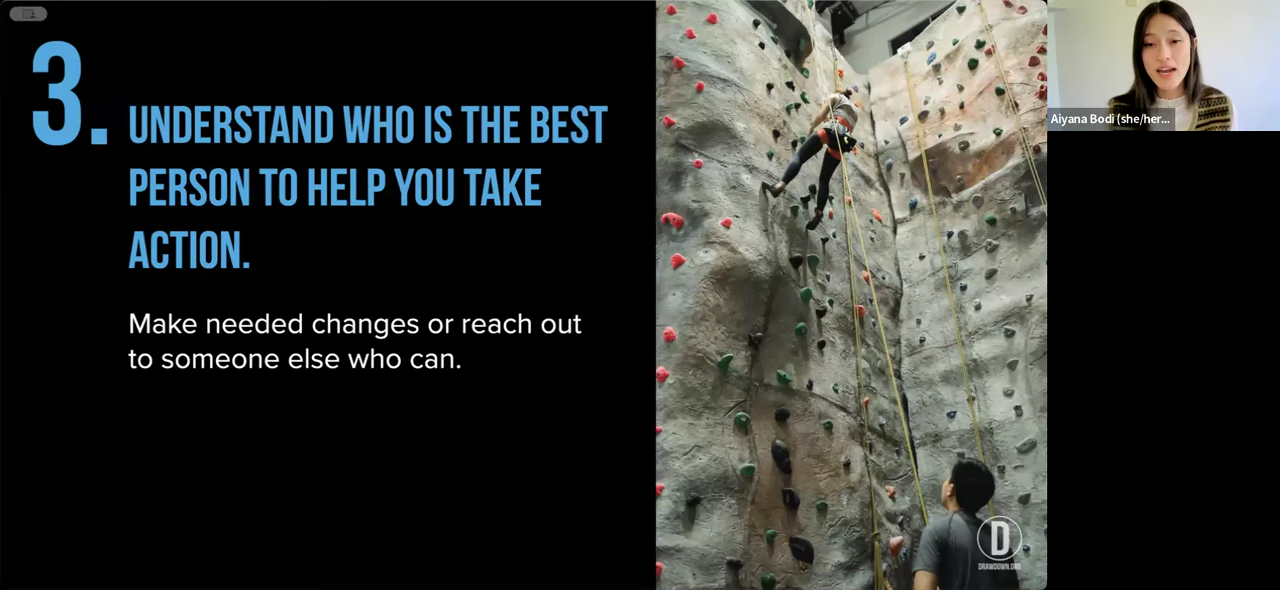 3.
UNDERSTAND WHO IS THE BEST
PERSON TO HELP YOU TAKE
ACTION.
Make needed changes or reach out
to someone else who can.
Aiyana Bodi (she/her...
D
DRAWDOWN.ORG